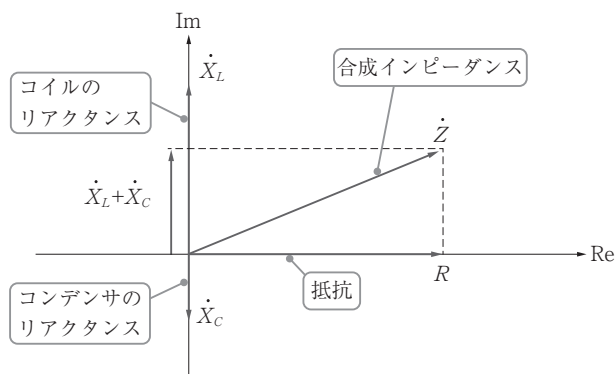 Im
Ẋ_L
合成インピーダンス
コイルの
リアクタンス
Ż
Ẋ_L+Ẋ_C
Re
R
コンデンサの
リアクタンス
Ẋ_C
抵抗